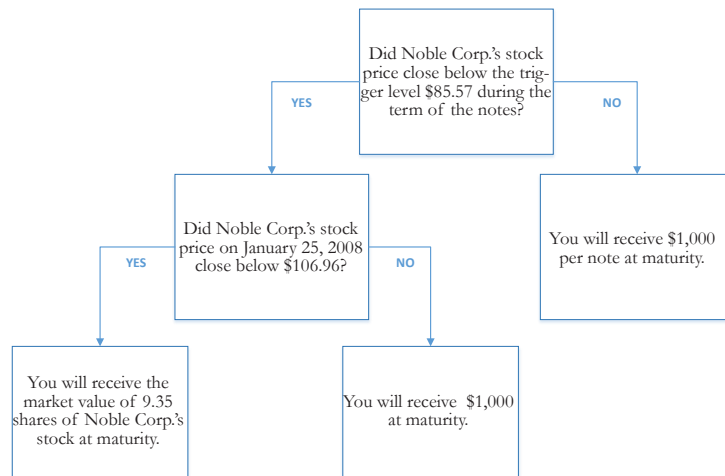 Did Noble Corp.'s stock
price close below the trig-
ger level $85.57 during the
term of the notes?
YES
NO
Did Noble Corp.'s stock
price on January 25, 2008
close below $106.96?
You will receive $1,000
per note at maturity.
YES
NO
You will receive the
market value of 9.35
shares of Noble Corp.'s
stock at maturity.
You will receive $1,000
at maturity.